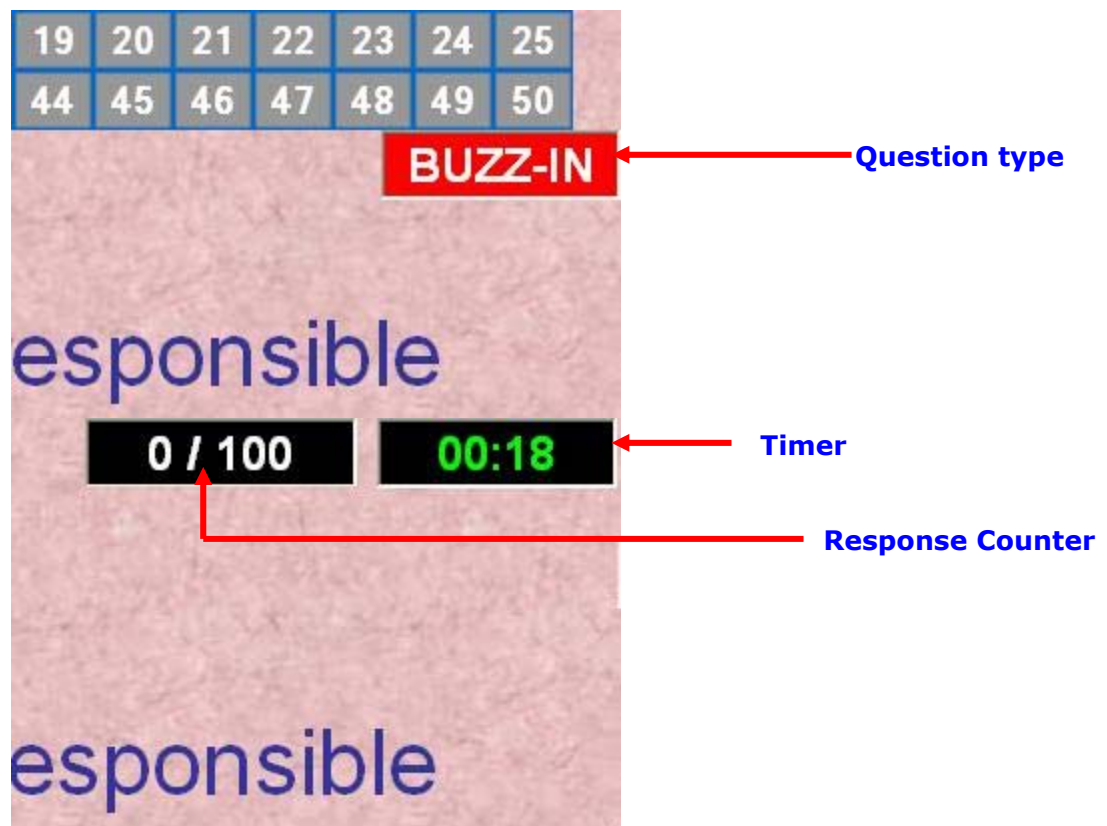 19 20 21 22 23 24 25
44 45 46 47 48 49 50
BUZZ-IN
Question type
esponsible
0 / 100
00:18
Timer
Response Counter
esponsible